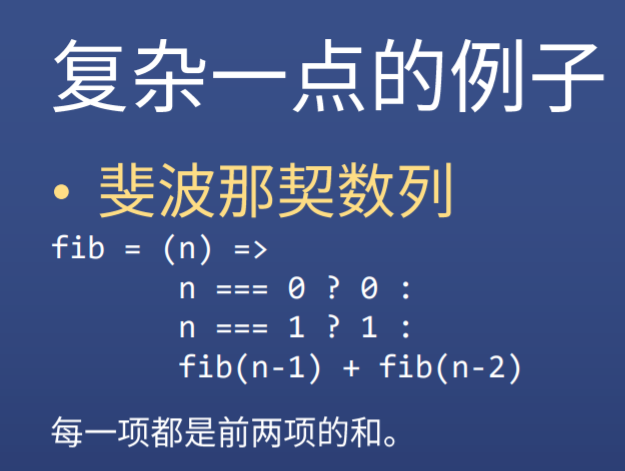 复杂一点的例子
• 斐波那契数列
fib = (n) =>
n === 0 ? 0 :
n === 1 ? 1 :
fib(n-1) + fib(n-2)
每一项都是前两项的和。